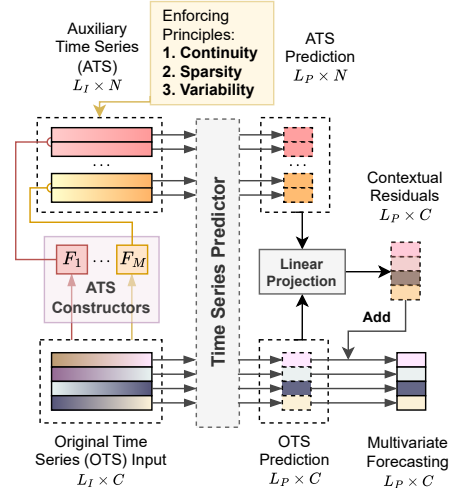 Auxiliary
Time Series
(ATS)
L_I × N
Enforcing
Principles:
1. Continuity
2. Sparsity
3. Variability
ATS
Prediction
L_P × N
...
...
Time Series Predictor
Contextual
Residuals
L_P × C
F_1 ... F_M
ATS
Constructors
Linear
Projection
Add
Original Time
Series (OTS) Input
L_I × C
OTS
Prediction
L_P × C
Multivariate
Forecasting
L_P × C